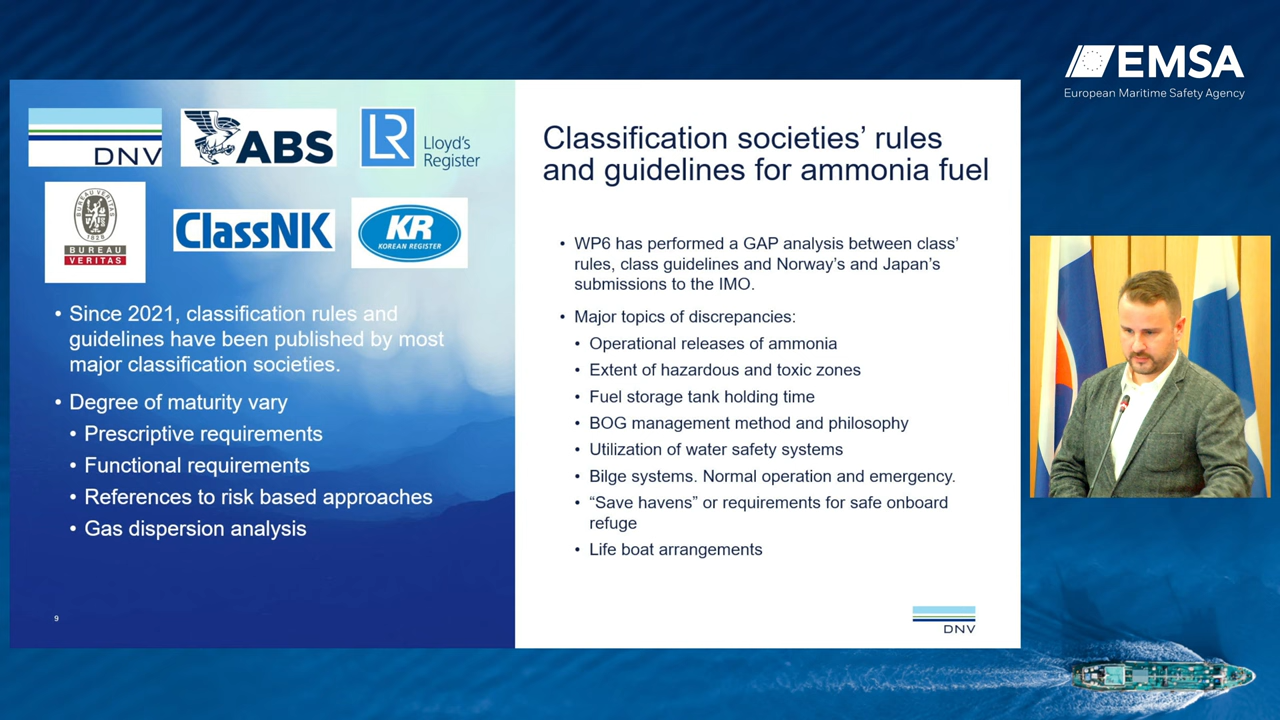 EMSA
European Maritime Safety Agency
DNV
ABS
LR
Lloyd's
Register
BUREAU VERITAS
1828
BUREAU
VERITAS
ClassNK
KR
KOREAN REGISTER
• Since 2021, classification rules and
guidelines have been published by most
major classification societies.
• Degree of maturity vary
• Prescriptive requirements
• Functional requirements
• References to risk based approaches
• Gas dispersion analysis
9
Classification societies’ rules
and guidelines for ammonia fuel
• WP6 has performed a GAP analysis between class’
rules, class guidelines and Norway’s and Japan’s
submissions to the IMO.
• Major topics of discrepancies:
• Operational releases of ammonia
• Extent of hazardous and toxic zones
• Fuel storage tank holding time
• BOG management method and philosophy
• Utilization of water safety systems
• Bilge systems. Normal operation and emergency.
• “Save havens” or requirements for safe onboard
refuge
• Life boat arrangements
DNV